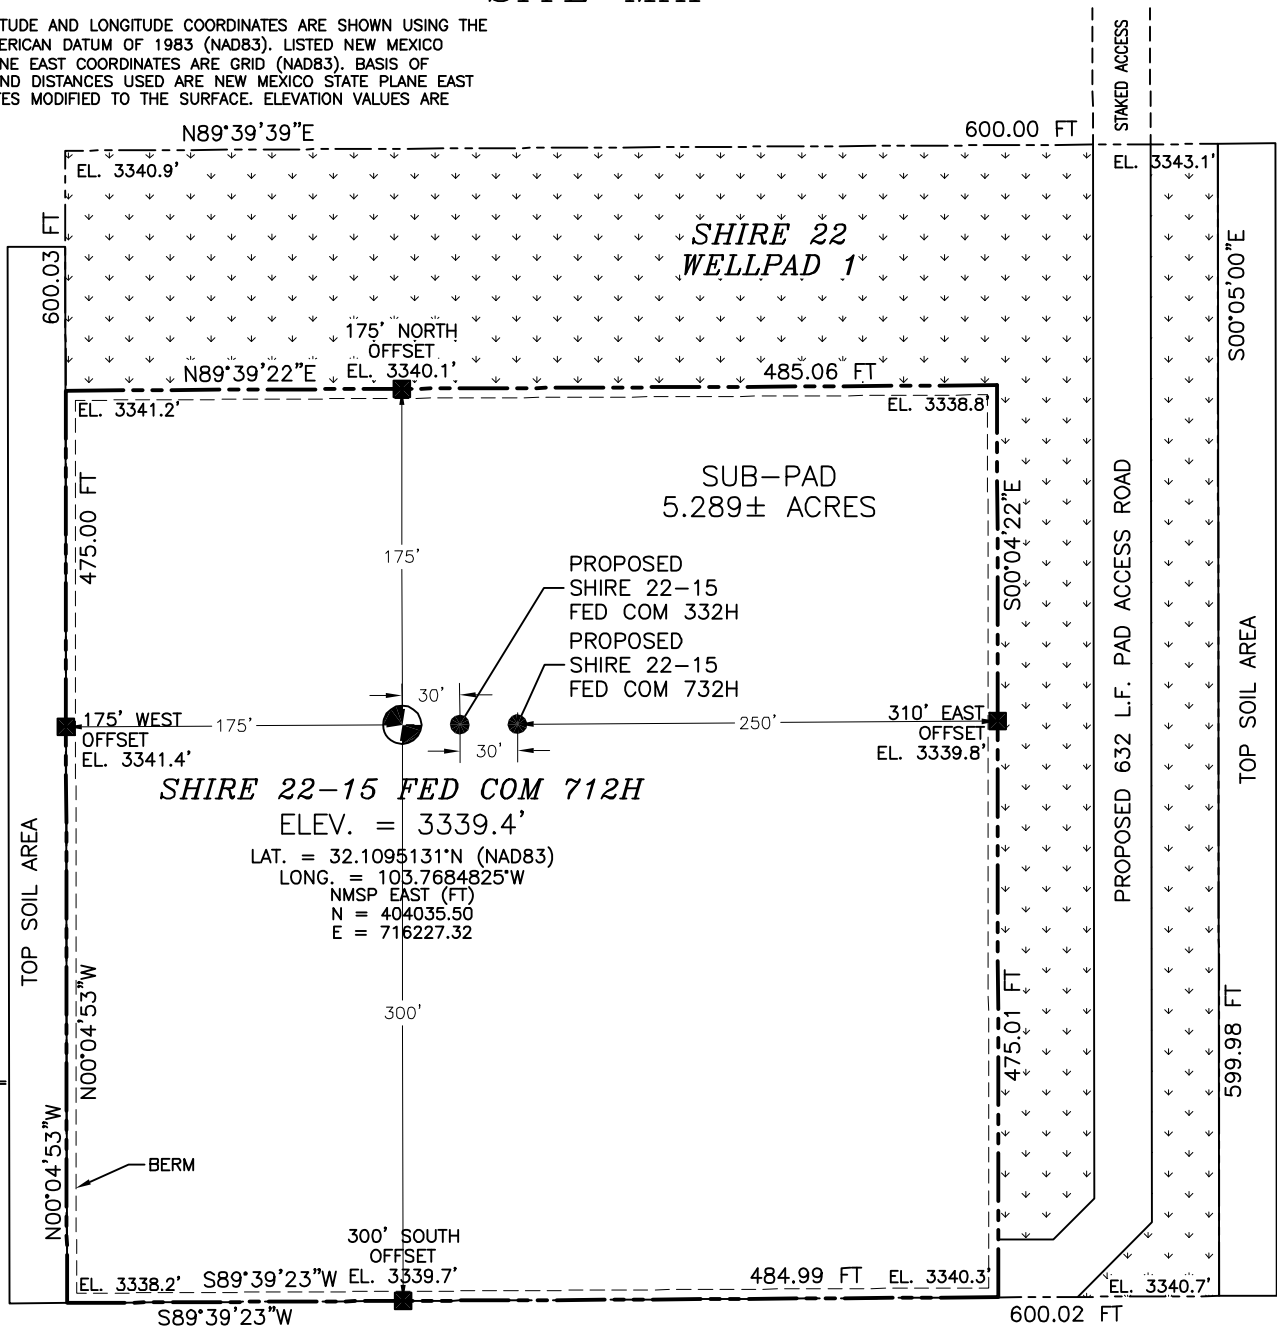 TUDE AND LONGITUDE COORDINATES ARE SHOWN USING THE
ERICAN DATUM OF 1983 (NAD83). LISTED NEW MEXICO
NE EAST COORDINATES ARE GRID (NAD83). BASIS OF
ND DISTANCES USED ARE NEW MEXICO STATE PLANE EAST
TES MODIFIED TO THE SURFACE. ELEVATION VALUES ARE
STAKED ACCESS
N89°39'39"E
600.00 FT
EL. 3340.9'
EL. 3343.1'
600.03 FT
SHIRE 22
WELLPAD 1
S00°05'00"E
175' NORTH
OFFSET
EL. 3340.1'
N89°39'22"E
485.06 FT
EL. 3341.2'
EL. 3338.8'
475.00 FT
SUB-PAD
5.289± ACRES
S00°04'22"E
175'
PROPOSED
SHIRE 22-15
FED COM 332H
PROPOSED
SHIRE 22-15
FED COM 732H
PROPOSED 632 L.F. PAD ACCESS ROAD
TOP SOIL AREA
30'
175' WEST
OFFSET
EL. 3341.4'
175'
30'
250'
310' EAST
OFFSET
EL. 3339.8'
SHIRE 22-15 FED COM 712H
ELEV. = 3339.4'
LAT. = 32.1095131°N (NAD83)
LONG. = 103.7684825°W
NMSP EAST (FT)
N = 404035.50
E = 716227.32
TOP SOIL AREA
300'
N00°04'53"W
475.01 FT
599.98 FT
N00°04'53"W
BERM
300' SOUTH
OFFSET
EL. 3339.7'
EL. 3338.2'
S89°39'23"W
484.99 FT
EL. 3340.3'
EL. 3340.7'
S89°39'23"W
600.02 FT